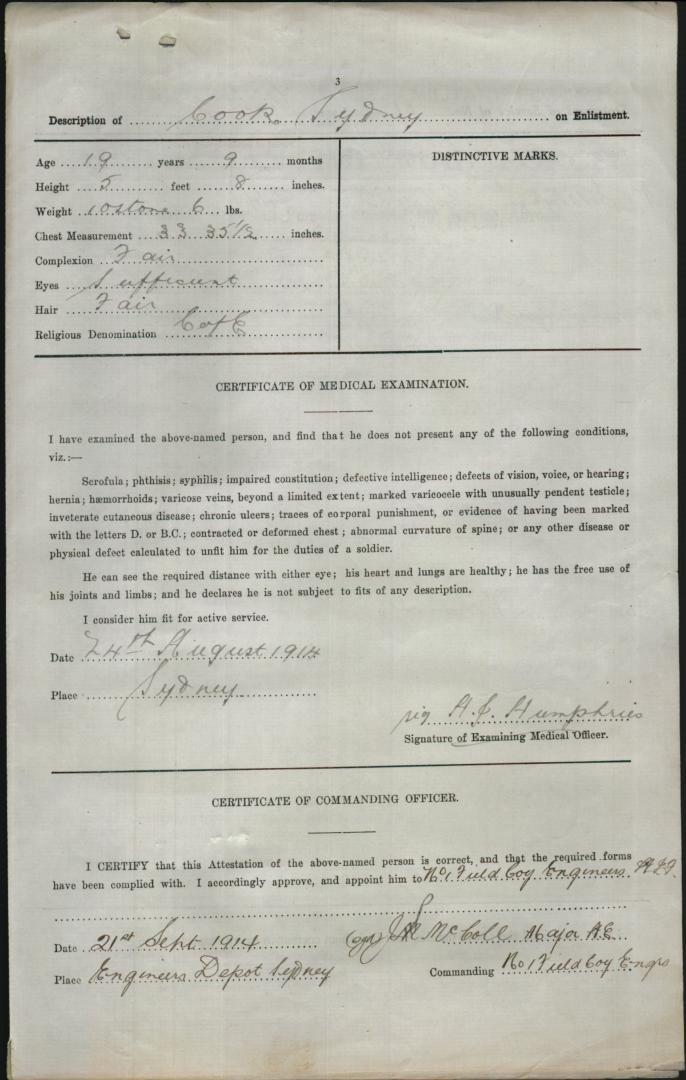 3
Description of Cook Sydney on Enlistment.
Age 19 years 9 months
Height 5 feet 8 inches.
Weight 10 stone 6 lbs.
Chest Measurement 33 35 1/2 inches.
Complexion Fair
Eyes Sufficient
Hair Fair
Religious Denomination C of E
DISTINCTIVE MARKS.
CERTIFICATE OF MEDICAL EXAMINATION.
I have examined the above-named person, and find that he does not present any of the following conditions,
viz.:—
Scrofula; phthisis; syphilis; impaired constitution; defective intelligence; defects of vision, voice, or hearing;
hernia; hæmorrhoids; varicose veins, beyond a limited extent; marked varicocele with unusually pendent testicle;
inveterate cutaneous disease; chronic ulcers; traces of corporal punishment, or evidence of having been marked
with the letters D. or B.C.; contracted or deformed chest; abnormal curvature of spine; or any other disease or
physical defect calculated to unfit him for the duties of a soldier.
He can see the required distance with either eye; his heart and lungs are healthy; he has the free use of
his joints and limbs; and he declares he is not subject to fits of any description.
I consider him fit for active service.
Date 24th August 1914
Place Sydney
sig H. J. Humphries
Signature of Examining Medical Officer.
CERTIFICATE OF COMMANDING OFFICER.
I CERTIFY that this Attestation of the above-named person is correct, and that the required forms
have been complied with. I accordingly approve, and appoint him to No 1 Field Coy Engineers A.I.F.
Date 21st Sept 1914 McCall Major AE
Place Engineers Depot Sydney Commanding No 1 Field Coy Engrs